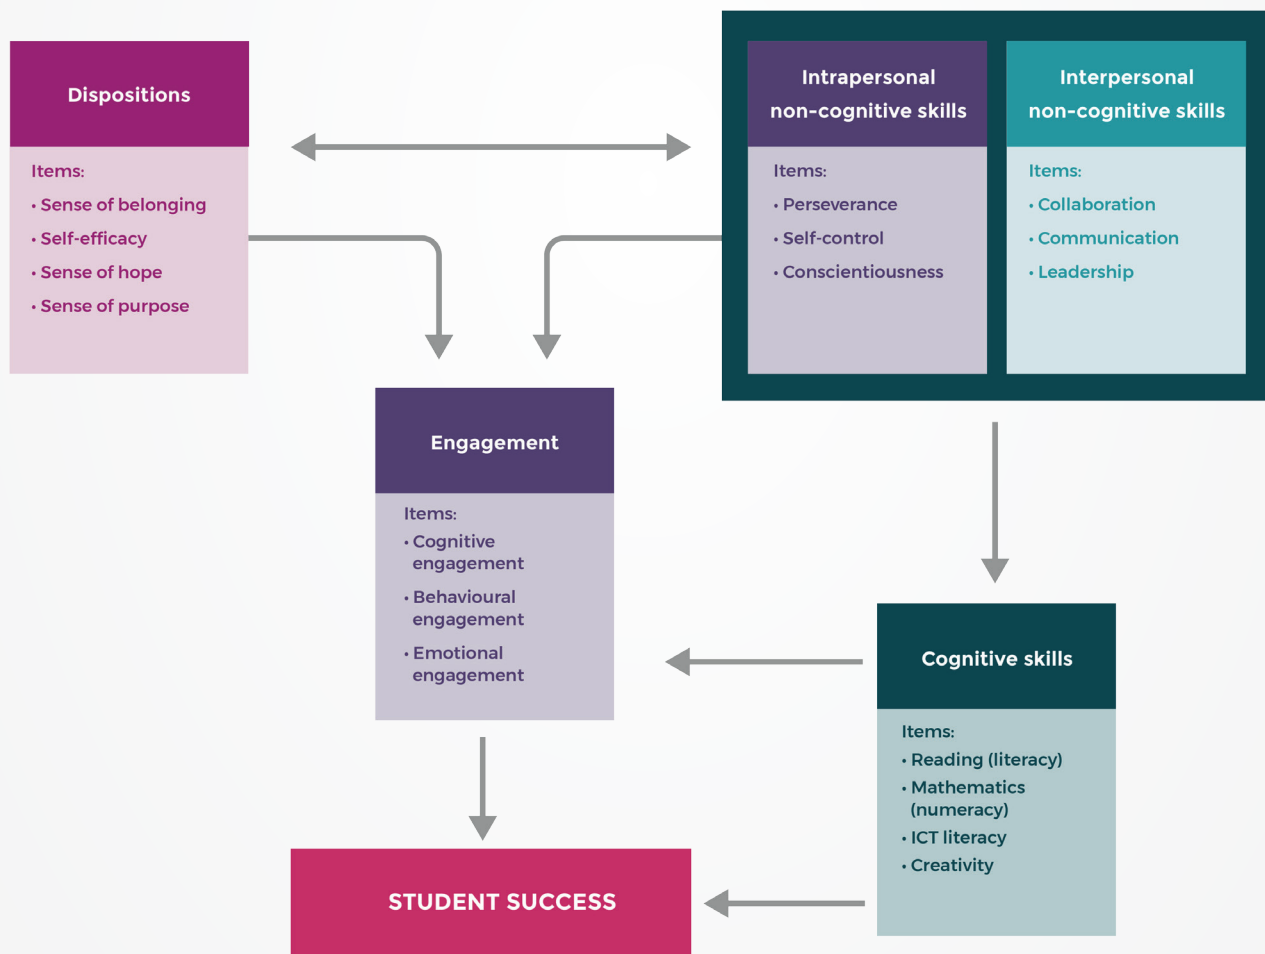 Dispositions
Items:
• Sense of belonging
• Self-efficacy
• Sense of hope
• Sense of purpose
Intrapersonal
non-cognitive skills
Items:
• Perseverance
• Self-control
• Conscientiousness
Interpersonal
non-cognitive skills
Items:
• Collaboration
• Communication
• Leadership
Engagement
Items:
• Cognitive
engagement
• Behavioural
engagement
• Emotional
engagement
Cognitive skills
Items:
• Reading (literacy)
• Mathematics
(numeracy)
• ICT literacy
• Creativity
STUDENT SUCCESS